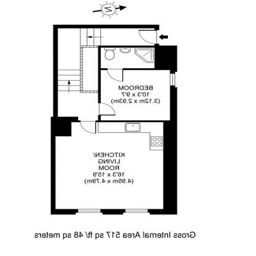 N
BEDROOM
10'3 x 9'7
(3.12m x 2.93m)
KITCHEN/
LIVING
ROOM
16'3 x 15'9
(4.95m x 4.79m)
Gross Internal Area 517 sq ft/ 48 sq meters